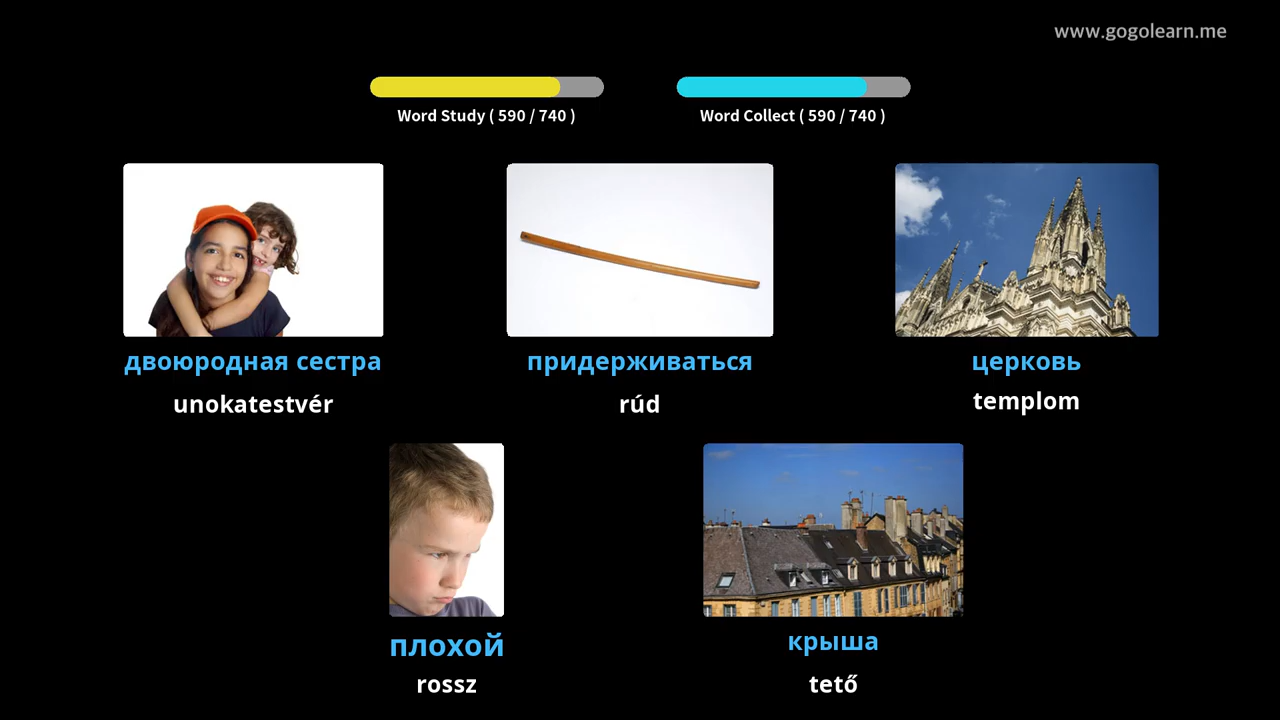 www.gogolearn.me
Word Study ( 590 / 740 )
Word Collect ( 590 / 740 )
двоюродная сестра
unokatestvér
придерживаться
rúd
церковь
templom
плохой
rossz
крыша
tető